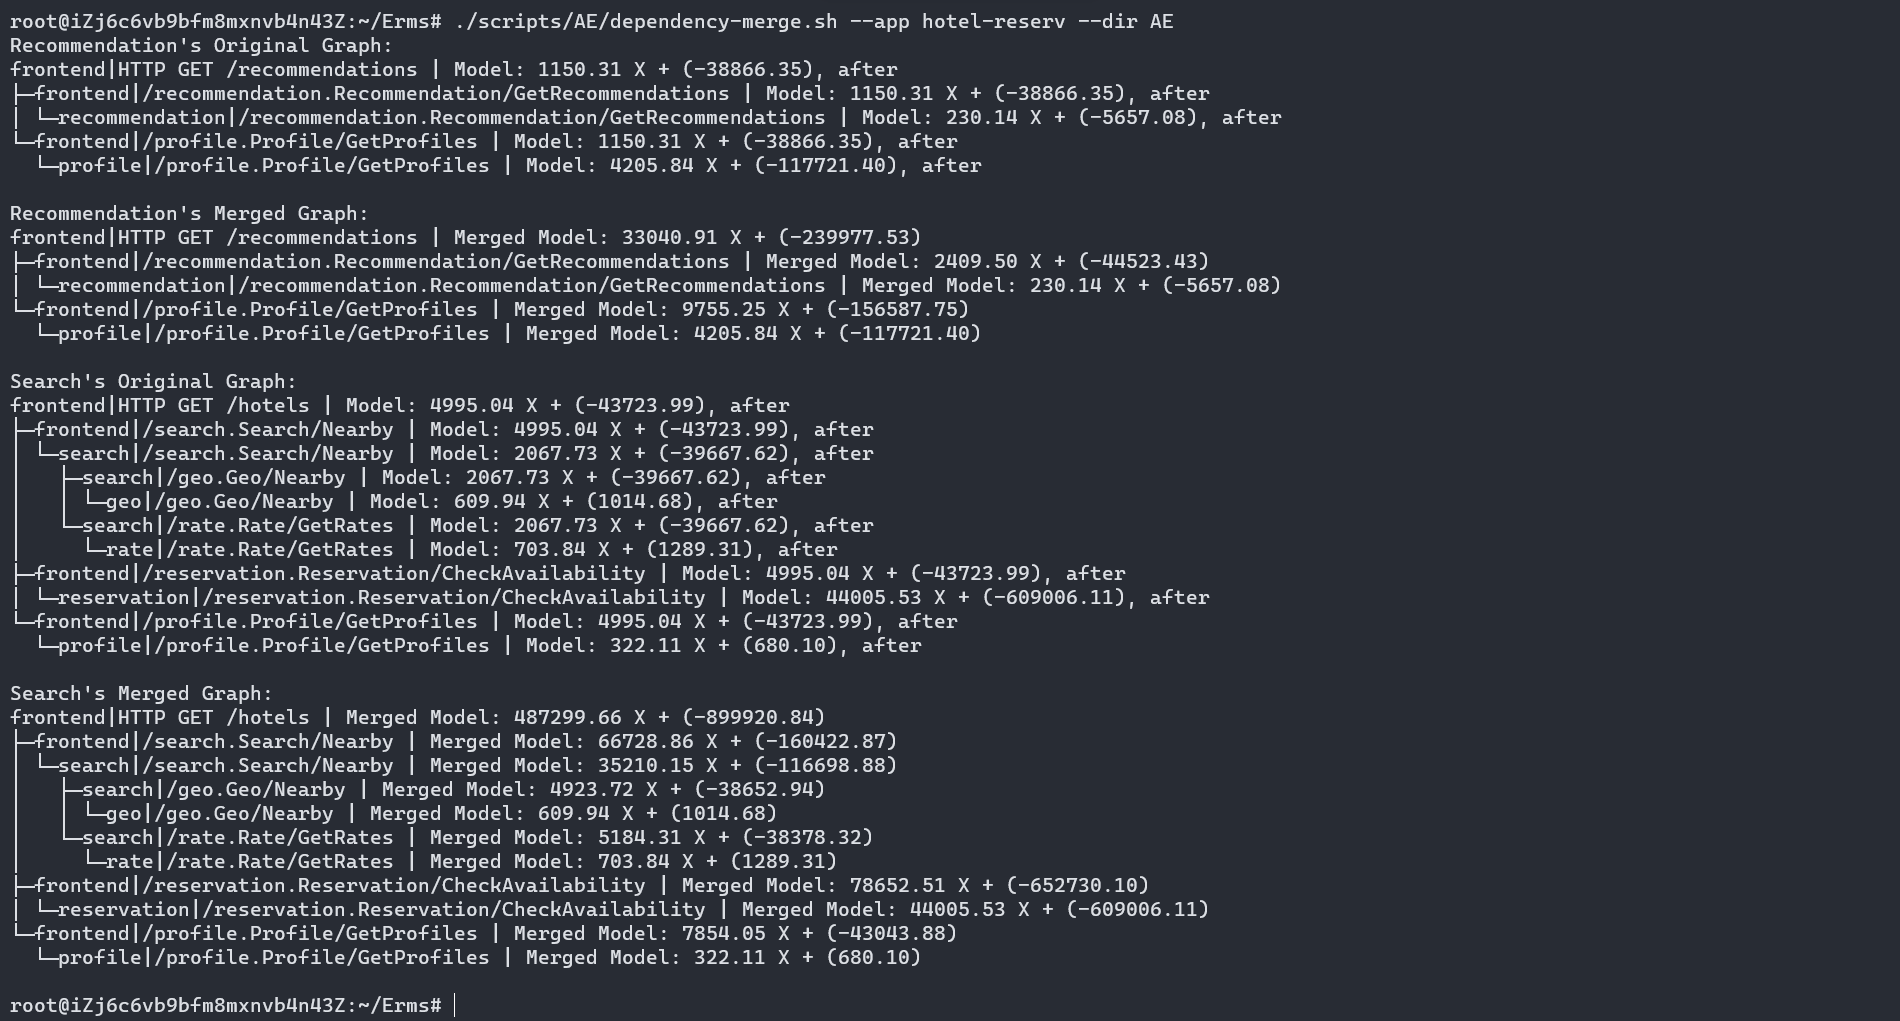 root@iZj6c6vb9bfm8mxnvb4n43Z:~/Erms# ./scripts/AE/dependency-merge.sh --app hotel-reserv --dir AE
Recommendation's Original Graph:
frontend|HTTP GET /recommendations | Model: 1150.31 X + (-38866.35), after
├─frontend|/recommendation.Recommendation/GetRecommendations | Model: 1150.31 X + (-38866.35), after
│ └─recommendation|/recommendation.Recommendation/GetRecommendations | Model: 230.14 X + (-5657.08), after
└─frontend|/profile.Profile/GetProfiles | Model: 1150.31 X + (-38866.35), after
  └─profile|/profile.Profile/GetProfiles | Model: 4205.84 X + (-117721.40), after

Recommendation's Merged Graph:
frontend|HTTP GET /recommendations | Merged Model: 33040.91 X + (-239977.53)
├─frontend|/recommendation.Recommendation/GetRecommendations | Merged Model: 2409.50 X + (-44523.43)
│ └─recommendation|/recommendation.Recommendation/GetRecommendations | Merged Model: 230.14 X + (-5657.08)
└─frontend|/profile.Profile/GetProfiles | Merged Model: 9755.25 X + (-156587.75)
  └─profile|/profile.Profile/GetProfiles | Merged Model: 4205.84 X + (-117721.40)

Search's Original Graph:
frontend|HTTP GET /hotels | Model: 4995.04 X + (-43723.99), after
├─frontend|/search.Search/Nearby | Model: 4995.04 X + (-43723.99), after
│ └─search|/search.Search/Nearby | Model: 2067.73 X + (-39667.62), after
│   ├─search|/geo.Geo/Nearby | Model: 2067.73 X + (-39667.62), after
│   │ └─geo|/geo.Geo/Nearby | Model: 609.94 X + (1014.68), after
│   └─search|/rate.Rate/GetRates | Model: 2067.73 X + (-39667.62), after
│     └─rate|/rate.Rate/GetRates | Model: 703.84 X + (1289.31), after
├─frontend|/reservation.Reservation/CheckAvailability | Model: 4995.04 X + (-43723.99), after
│ └─reservation|/reservation.Reservation/CheckAvailability | Model: 44005.53 X + (-609006.11), after
└─frontend|/profile.Profile/GetProfiles | Model: 4995.04 X + (-43723.99), after
  └─profile|/profile.Profile/GetProfiles | Model: 322.11 X + (680.10), after

Search's Merged Graph:
frontend|HTTP GET /hotels | Merged Model: 487299.66 X + (-899920.84)
├─frontend|/search.Search/Nearby | Merged Model: 66728.86 X + (-160422.87)
│ └─search|/search.Search/Nearby | Merged Model: 35210.15 X + (-116698.88)
│   ├─search|/geo.Geo/Nearby | Merged Model: 4923.72 X + (-38652.94)
│   │ └─geo|/geo.Geo/Nearby | Merged Model: 609.94 X + (1014.68)
│   └─search|/rate.Rate/GetRates | Merged Model: 5184.31 X + (-38378.32)
│     └─rate|/rate.Rate/GetRates | Merged Model: 703.84 X + (1289.31)
├─frontend|/reservation.Reservation/CheckAvailability | Merged Model: 78652.51 X + (-652730.10)
│ └─reservation|/reservation.Reservation/CheckAvailability | Merged Model: 44005.53 X + (-609006.11)
└─frontend|/profile.Profile/GetProfiles | Merged Model: 7854.05 X + (-43043.88)
  └─profile|/profile.Profile/GetProfiles | Merged Model: 322.11 X + (680.10)

root@iZj6c6vb9bfm8mxnvb4n43Z:~/Erms#